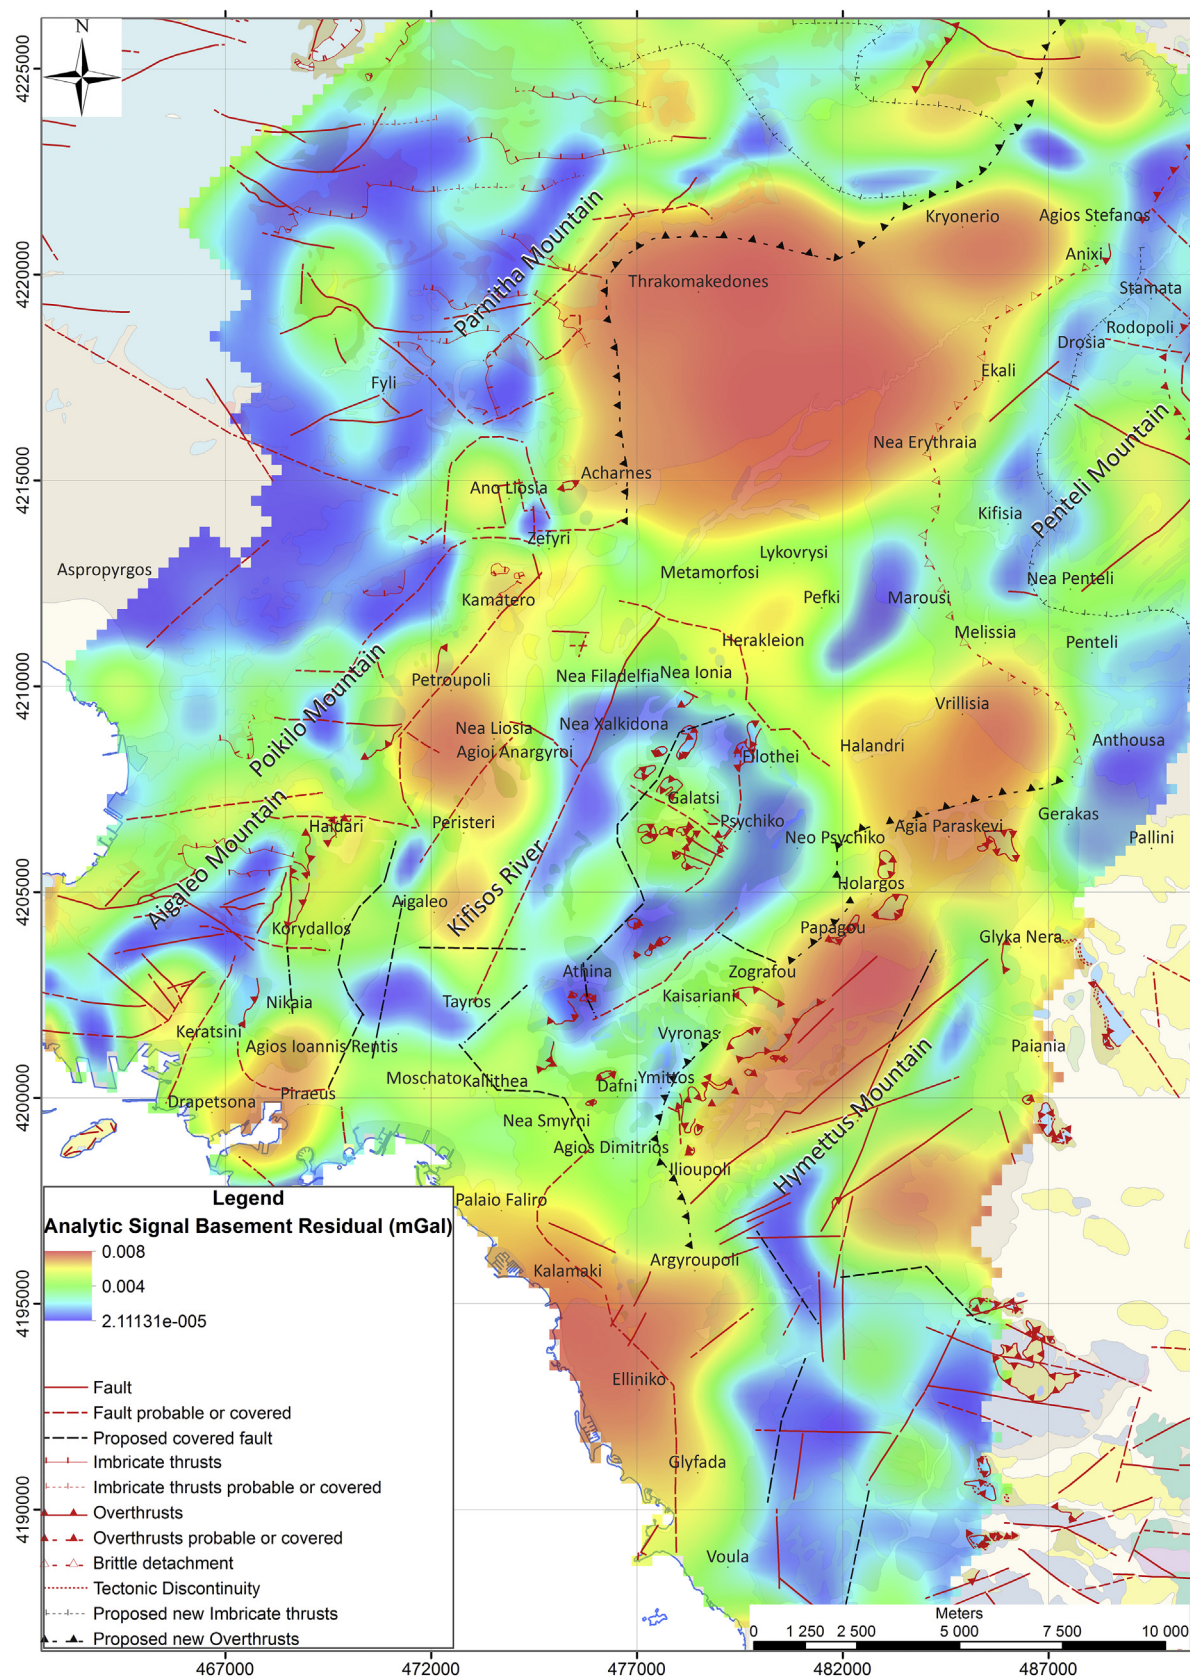 N
4225000
4220000
4215000
4210000
4205000
4200000
4195000
4190000
Kryonerio
Agios Stefanos
Anixi
Thrakomakedones
Stamata
Rodopoli
Drosia
Parnitha Mountain
Fyli
Ekali
Nea Erythraia
Acharnes
Ano Liosia
Penteli Mountain
Kifisia
Zefyri
Lykovrysi
Aspropyrgos
Metamorfosi
Nea Penteli
Kamatero
Pefki
Marousi
Melissia
Herakleion
Penteli
Petroupoli
Nea Filadelfia
Nea Ionia
Poikilo Mountain
Vrillisia
Nea Liosia
Nea Xalkidona
Agioi Anargyroi
Halandri
Anthousa
Filothei
Galatsi
Peristeri
Psychiko
Haidari
Neo Psychiko
Agia Paraskevi
Gerakas
Pallini
Aigaleo Mountain
Holargos
Aigaleo
Kifisos River
Korydallos
Papagou
Glyka Nera
Athina
Zografou
Nikaia
Tayros
Kaisariani
Keratsini
Vyronas
Agios Ioannis Rentis
Paiania
Moschato
Kallithea
Ymittos
Dafni
Piraeus
Drapetsona
Nea Smyrni
Hymettus Mountain
Agios Dimitrios
Ilioupoli
Palaio Faliro
Argyroupoli
Kalamaki
Elliniko
Glyfada
Voula
Legend
Analytic Signal Basement Residual (mGal)
0.008
0.004
2.11131e-005
Fault
Fault probable or covered
Proposed covered fault
Imbricate thrusts
Imbricate thrusts probable or covered
Overthrusts
Overthrusts probable or covered
Brittle detachment
Tectonic Discontinuity
Proposed new Imbricate thrusts
Proposed new Overthrusts
Meters
0 1 250 2 500 5 000 7 500 10 000
467000 472000 477000 482000 487000